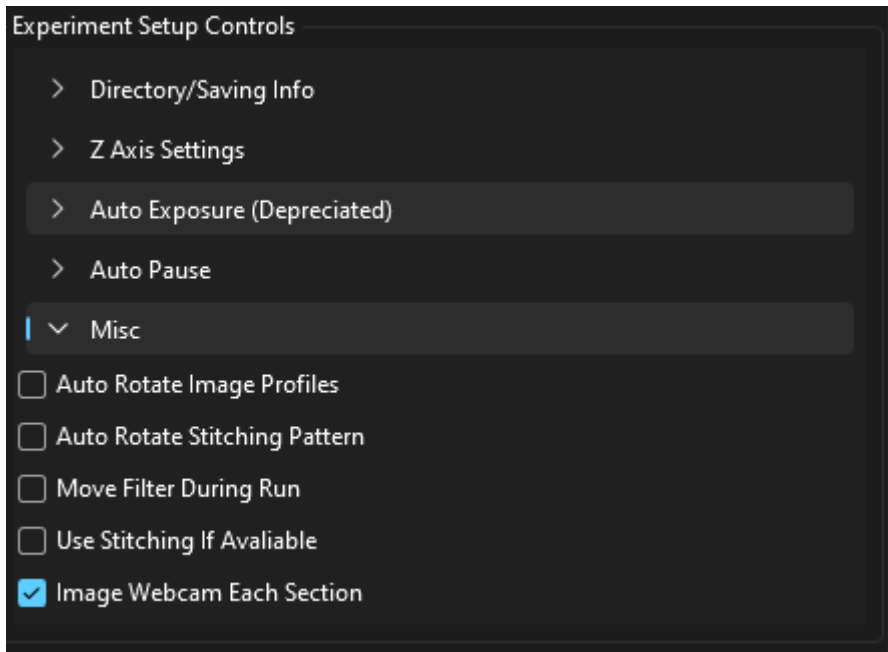 Experiment Setup Controls
Directory/Saving Info
Z Axis Settings
Auto Exposure (Depreciated)
Auto Pause
Misc
Auto Rotate Image Profiles
Auto Rotate Stitching Pattern
Move Filter During Run
Use Stitching If Avaliable
Image Webcam Each Section